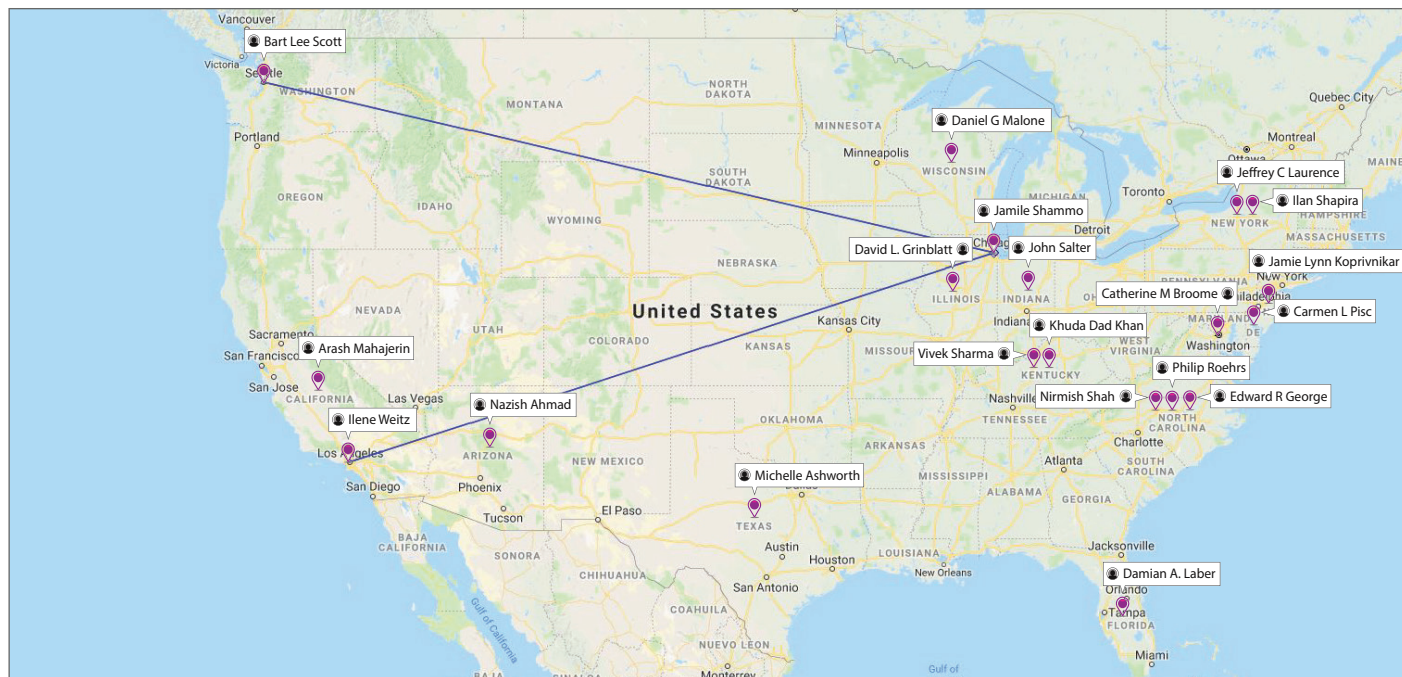 Vancouver
Bart Lee Scott
Victoria
Seattle
WASHINGTON
Portland
OREGON
IDAHO
MONTANA
NORTH
DAKOTA
SOUTH
DAKOTA
WYOMING
NEBRASKA
MINNESOTA
Minneapolis
Daniel G Malone
WISCONSIN
MICHIGAN
Quebec City
Montreal
Ottawa
MAINE
Toronto
Jeffrey C Laurence
Ilan Shapira
NEW YORK
HAMPSHIRE
MASSACHUSETTS
Detroit
Jamile Shammo
David L. Grinblatt
John Salter
ILLINOIS
INDIANA
PENNSYLVANIA
Jamie Lynn Koprivnikar
New York
Philadelphia
Catherine M Broome
Carmen L Pisc
MARYLAND
DE
Washington
WEST
VIRGINIA
NEVADA
UTAH
COLORADO
United States
KANSAS
Kansas City
Khuda Dad Khan
Vivek Sharma
KENTUCKY
Sacramento
Arash Mahajerin
San Francisco
San Jose
CALIFORNIA
Las Vegas
Ilene Weitz
Los Angeles
San Diego
Nazish Ahmad
ARIZONA
Phoenix
Tucson
NEW MEXICO
El Paso
OKLAHOMA
ARKANSAS
Nashville
TENNESSEE
Philip Roehrs
Nirmish Shah
Edward R George
NORTH
CAROLINA
Charlotte
SOUTH
CAROLINA
Atlanta
MISSISSIPPI
ALABAMA
GEORGIA
Michelle Ashworth
Dallas
TEXAS
Austin
Houston
San Antonio
LOUISIANA
New Orleans
Jacksonville
Damian A. Laber
Orlando
Tampa
FLORIDA
Miami
BAJA
CALIFORNIA
SONORA
CHIHUAHUA
COAHUILA
NUEVO LEON
Monterrey
Gulf of California
Gulf of